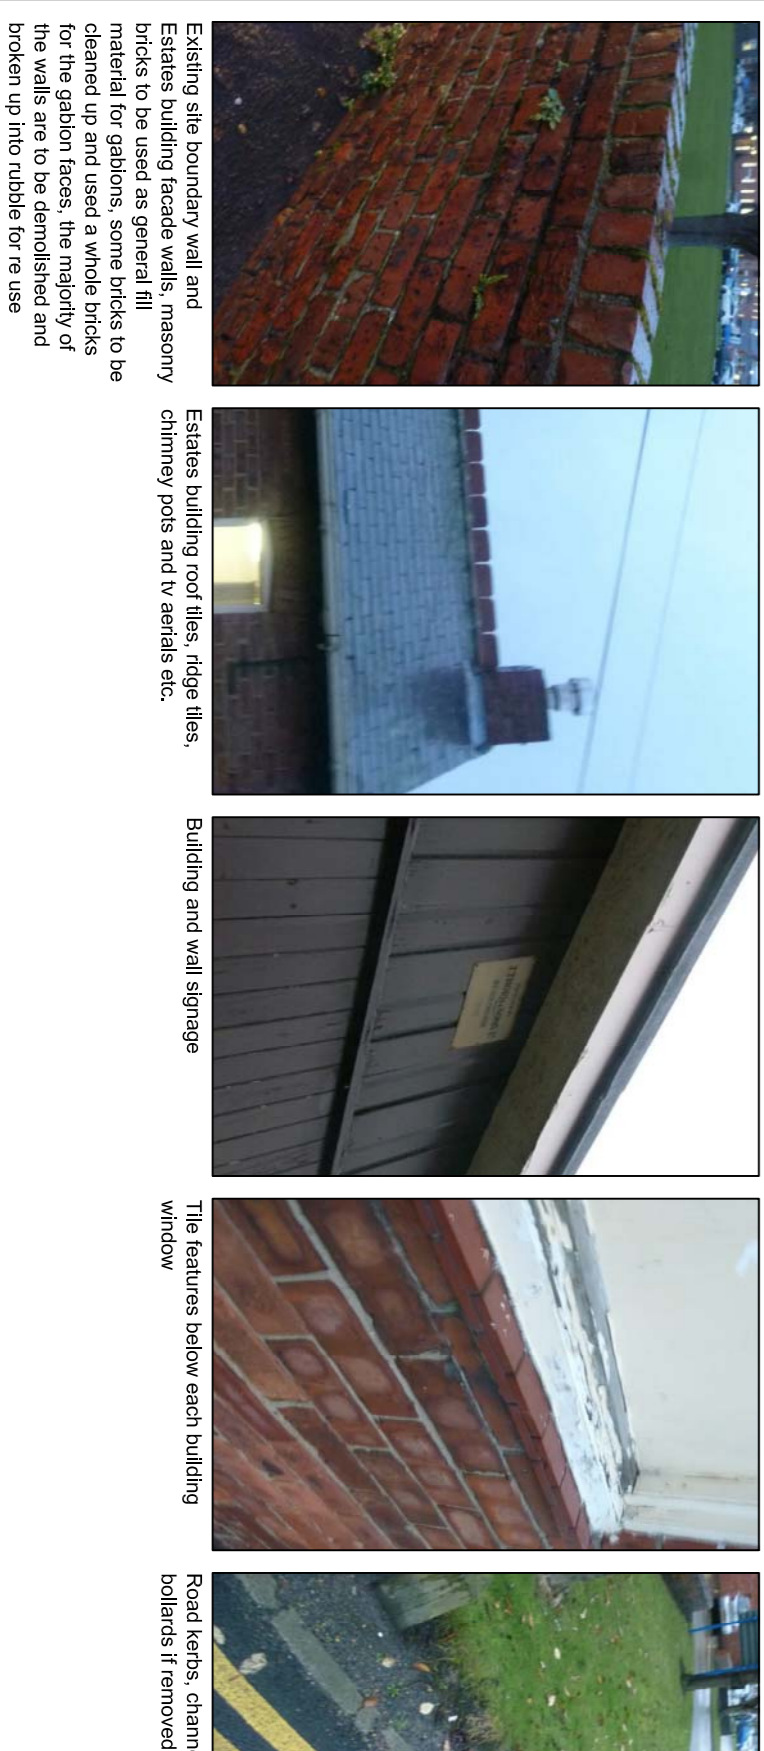 Existing site boundary wall and
Estates building facade walls, masonry
bricks to be used as general fill
material for gabions, some bricks to be
cleaned up and used a whole bricks
for the gabion faces, the majority of
the walls are to be demolished and
broken up into rubble for re use
Estates building roof tiles, ridge tiles,
chimney pots and tv aerials etc.
Building and wall signage
Tile features below each building
window
Road kerbs,
bollards if removed